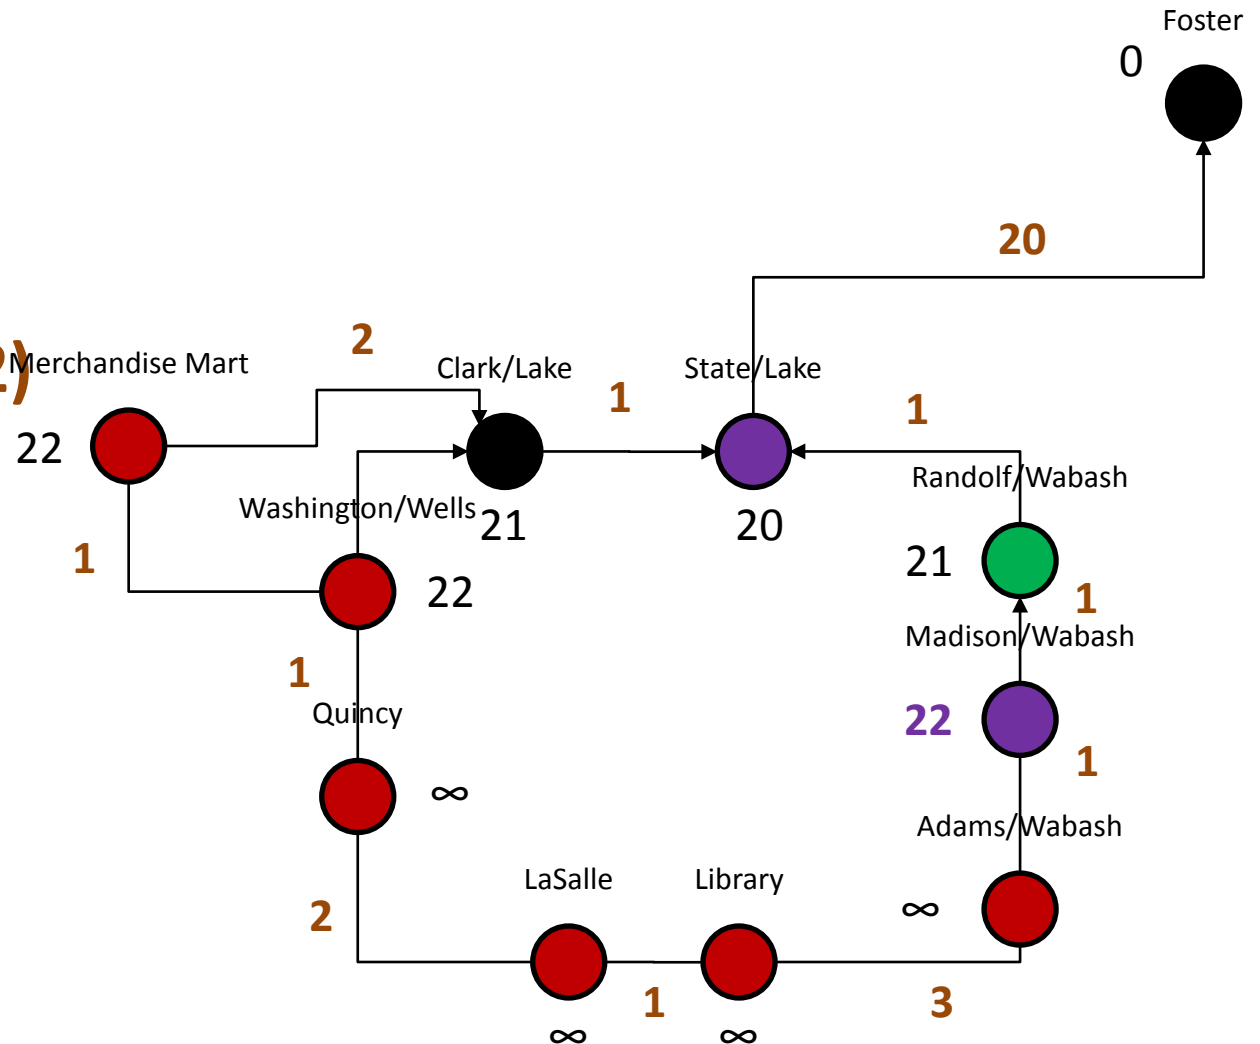 Foster
0
20
2
2)
Merchandise Mart
Clark/Lake
State/Lake
1
1
22
Randolf/Wabash
Washington/Wells
21
20
1
21
22
1
Madison/Wabash
1
Quincy
22
1
∞
Adams/Wabash
LaSalle
Library
2
∞
1
3
∞
∞